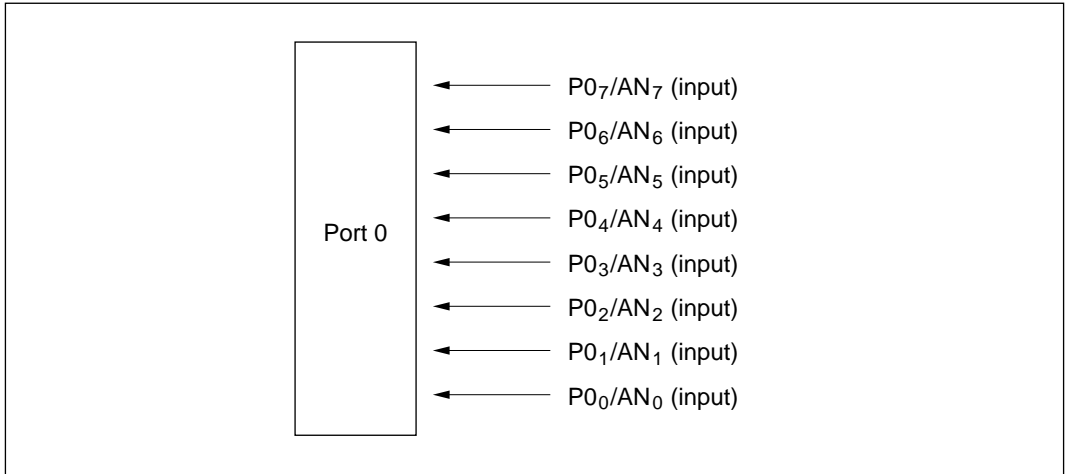 P0₇/AN₇ (input)
P0₆/AN₆ (input)
P0₅/AN₅ (input)
P0₄/AN₄ (input)
Port 0
P0₃/AN₃ (input)
P0₂/AN₂ (input)
P0₁/AN₁ (input)
P0₀/AN₀ (input)